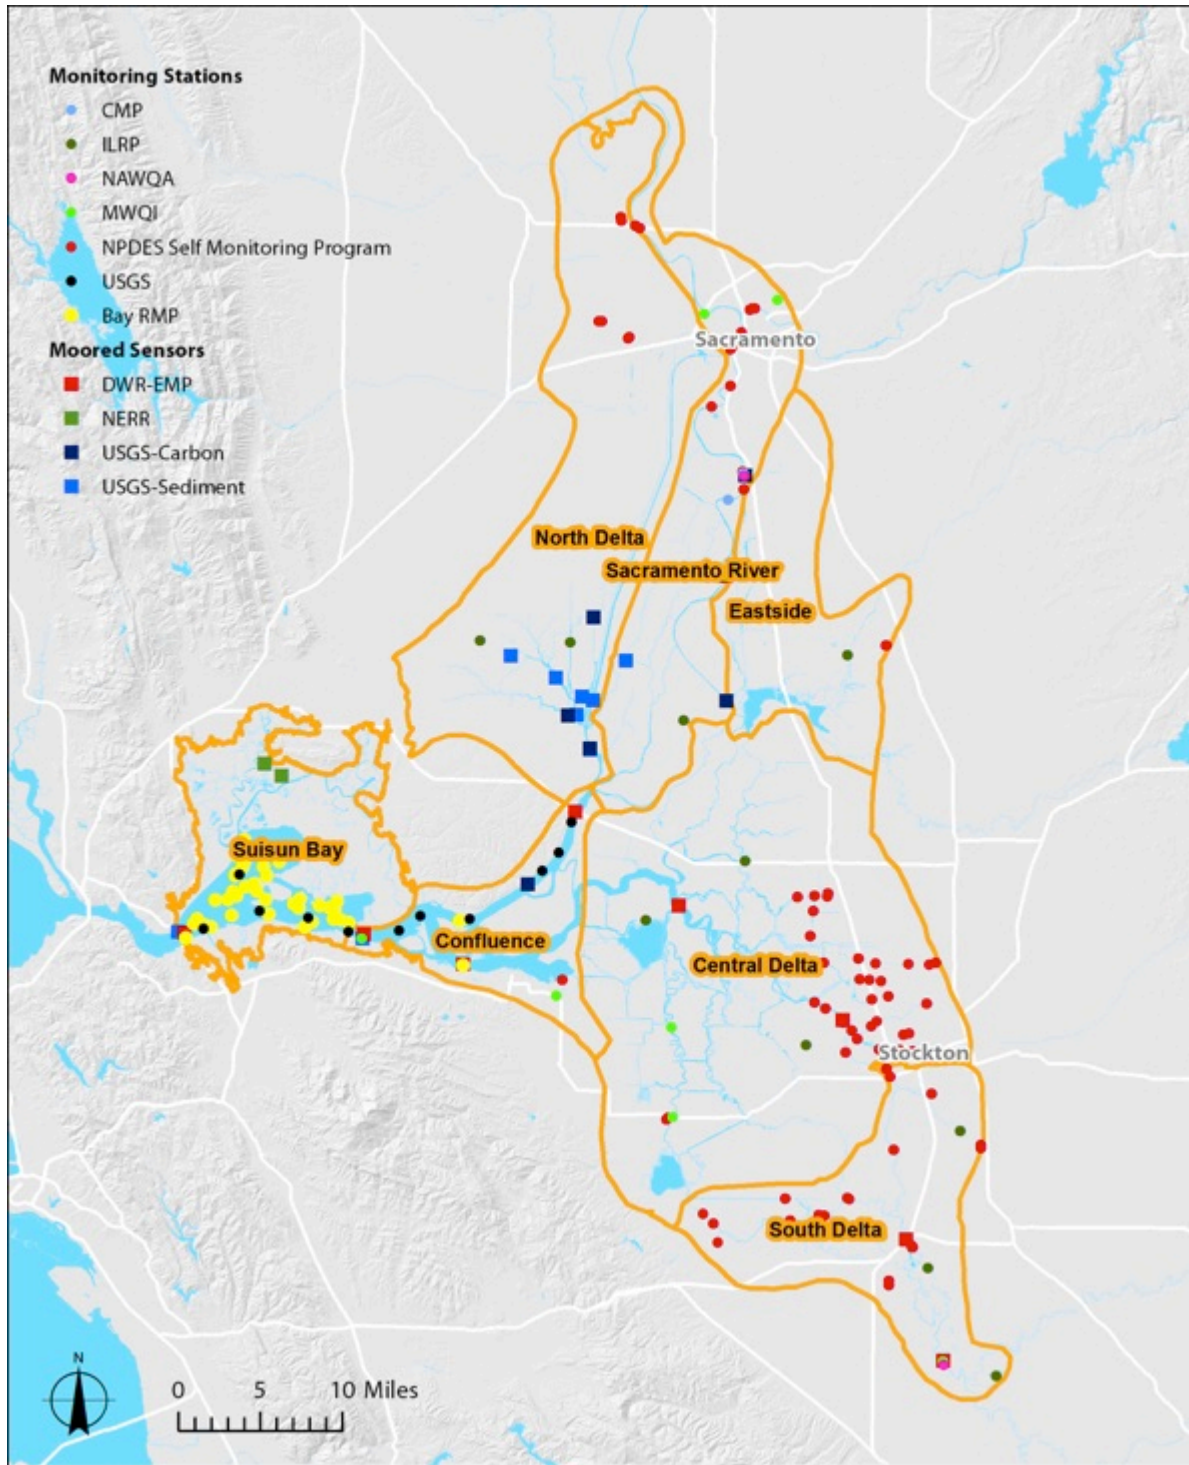 Monitoring Stations
CMP
ILRP
NAWQA
MWQI
NPDES Self Monitoring Program
USGS
Bay RMP
Moored Sensors
DWR-EMP
NERR
USGS-Carbon
USGS-Sediment
Sacramento
North Delta
Sacramento River
Eastside
Suisun Bay
Confluence
Central Delta
Stockton
South Delta
N
0 5 10 Miles